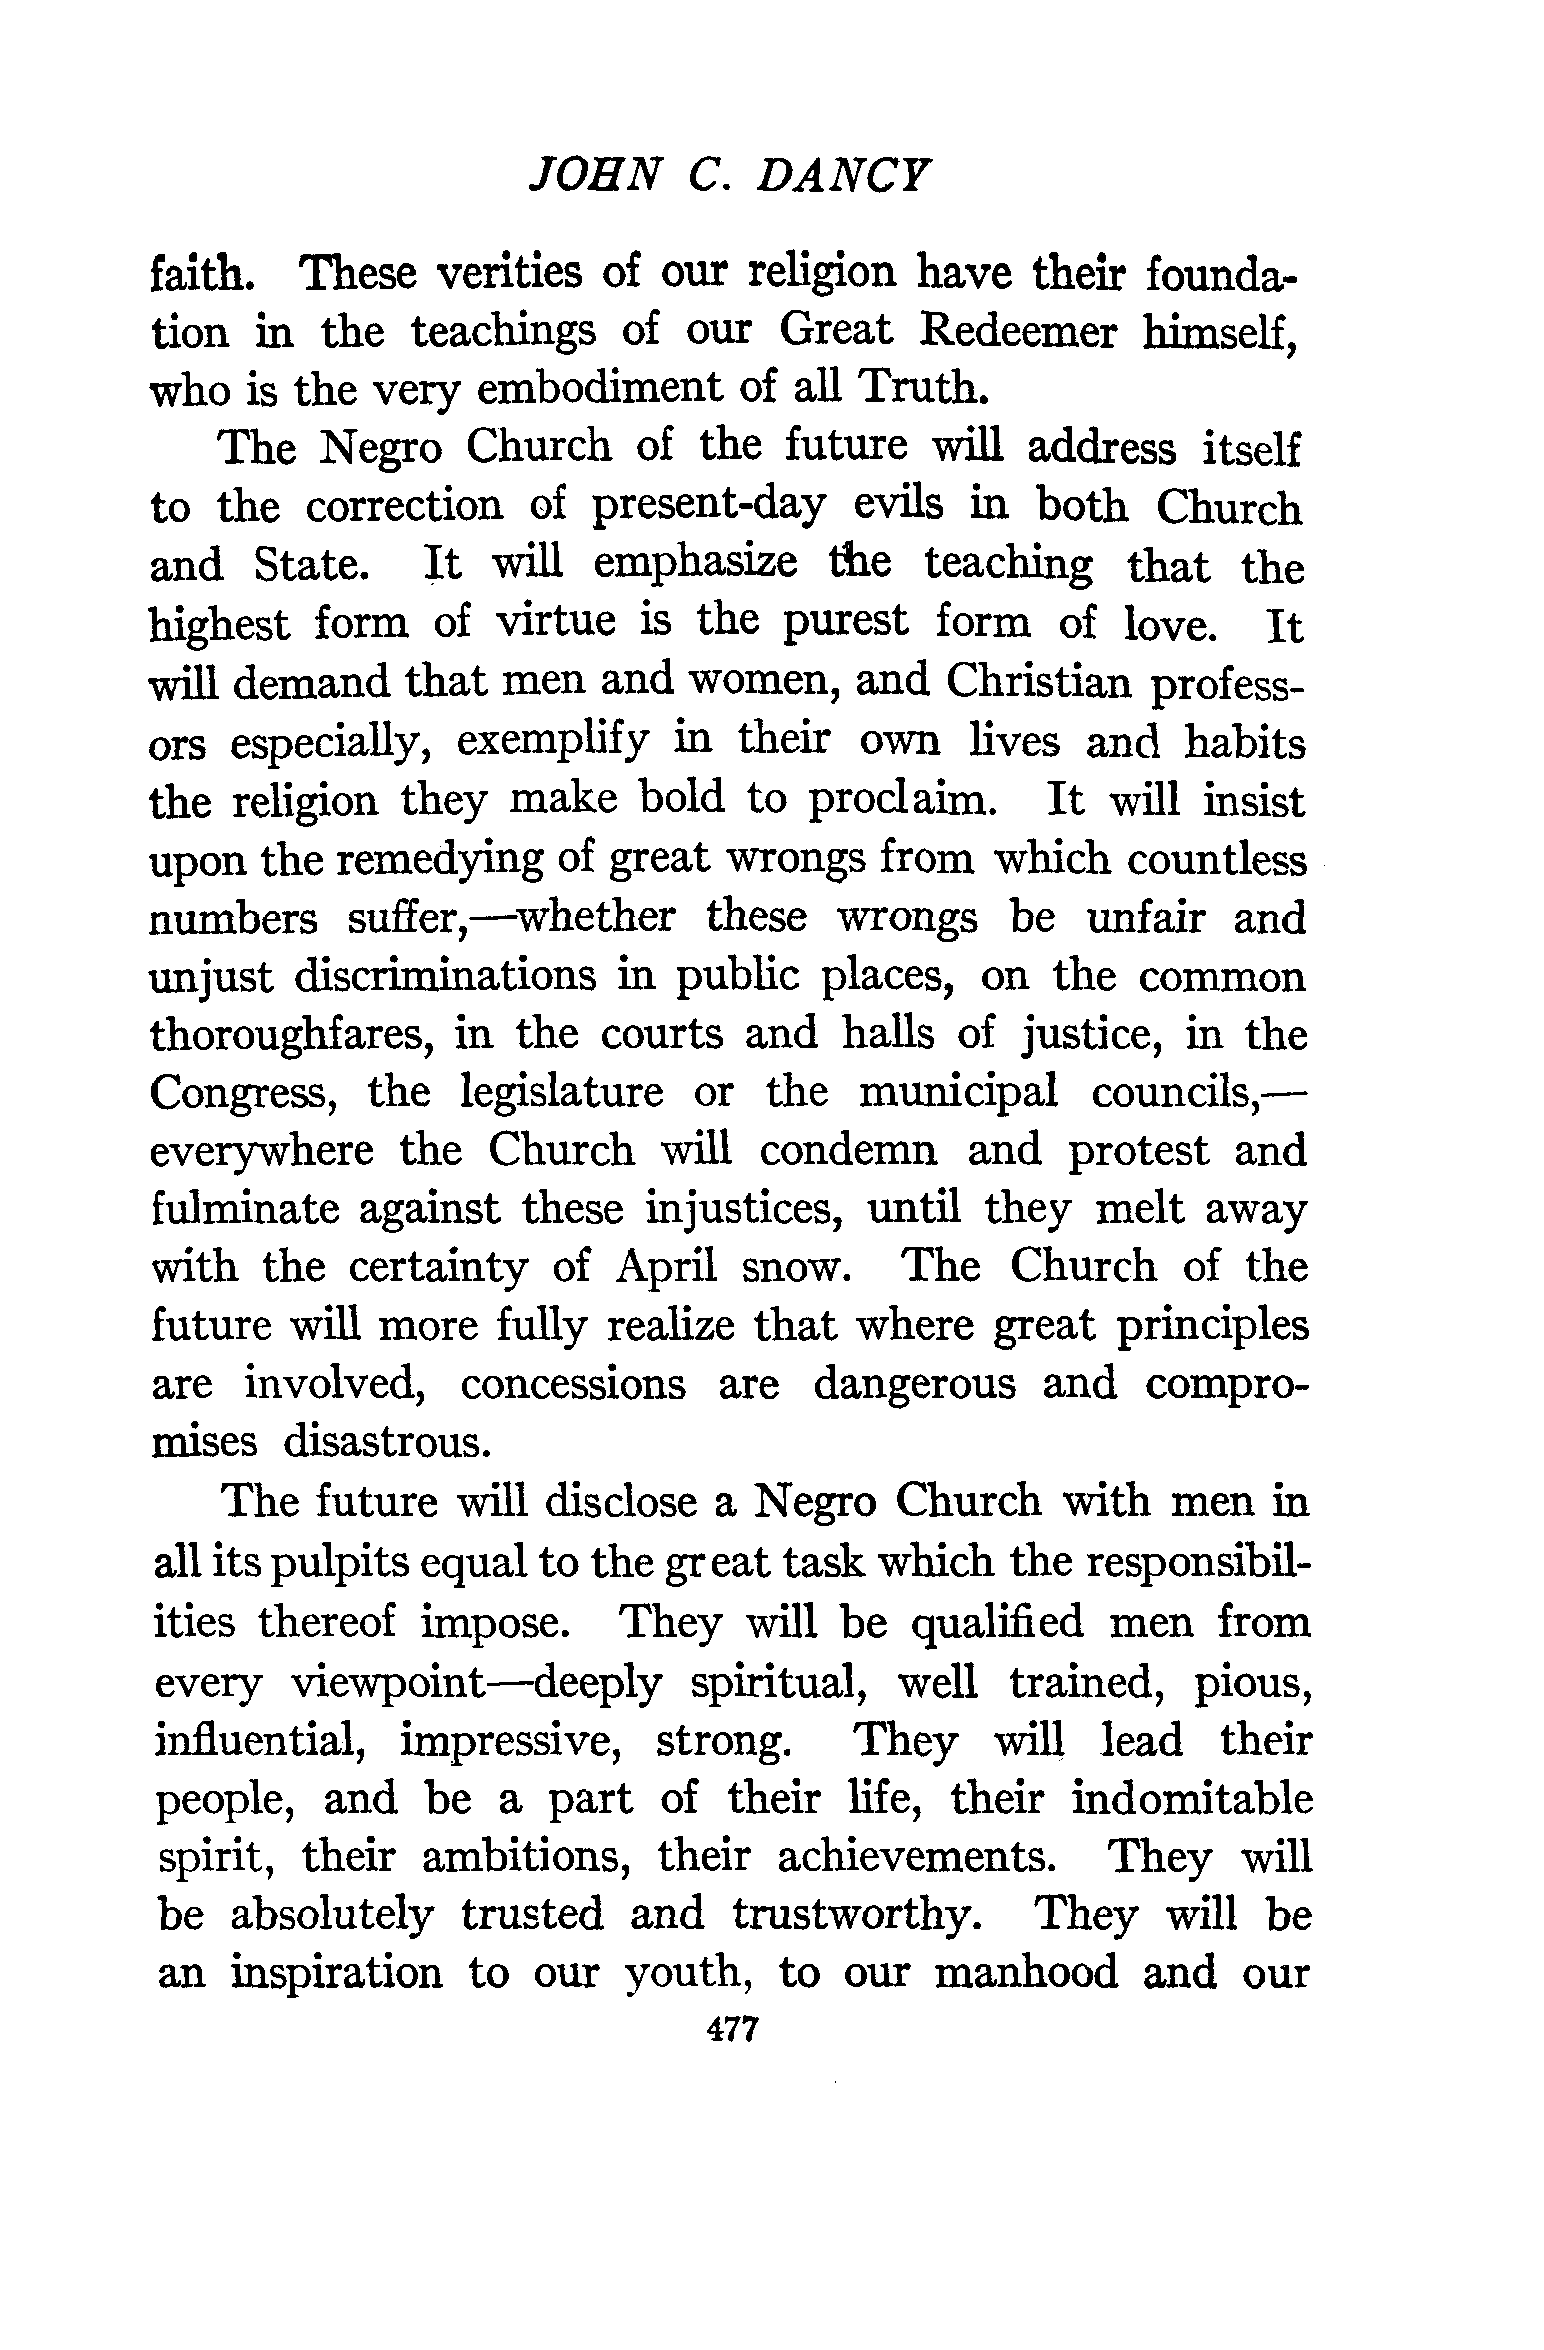 JOHN C. DANCY
faith. These verities of our religion have their founda-
tion in the teachings of our Great Redeemer himself,
who is the very embodiment of all Truth.
The Negro Church of the future will address itself
to the correction of present-day evils in both Church
and State. It will emphasize the teaching that the
highest form of virtue is the purest form of love. It
will demand that men and women, and Christian profess-
ors especially, exemplify in their own lives and habits
the religion they make bold to proclaim. It will insist
upon the remedying of great wrongs from which countless
numbers suffer,—whether these wrongs be unfair and
unjust discriminations in public places, on the common
thoroughfares, in the courts and halls of justice, in the
Congress, the legislature or the municipal councils,—
everywhere the Church will condemn and protest and
fulminate against these injustices, until they melt away
with the certainty of April snow. The Church of the
future will more fully realize that where great principles
are involved, concessions are dangerous and compro-
mises disastrous.
The future will disclose a Negro Church with men in
all its pulpits equal to the great task which the responsibil-
ities thereof impose. They will be qualified men from
every viewpoint—deeply spiritual, well trained, pious,
influential, impressive, strong. They will lead their
people, and be a part of their life, their indomitable
spirit, their ambitions, their achievements. They will
be absolutely trusted and trustworthy. They will be
an inspiration to our youth, to our manhood and our
477